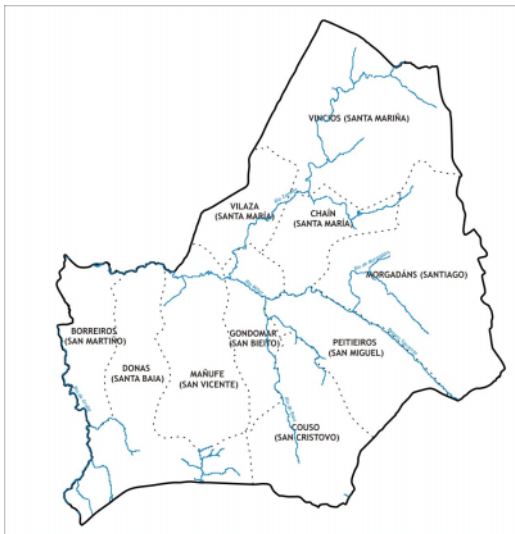 VINCIOS (SANTA MARIÑA)
VILAZA
(SANTA MARÍA)
CHAÍN
(SANTA MARÍA)
MORGADÁNS (SANTIAGO)
BORREIROS
(SAN MARTIÑO)
GONDOMAR
(SAN BIEITO)
PEITIEIROS
(SAN MIGUEL)
DONAS
(SANTA BAIA)
MAÑUFE
(SAN VICENTE)
COUSO
(SAN CRISTOVO)